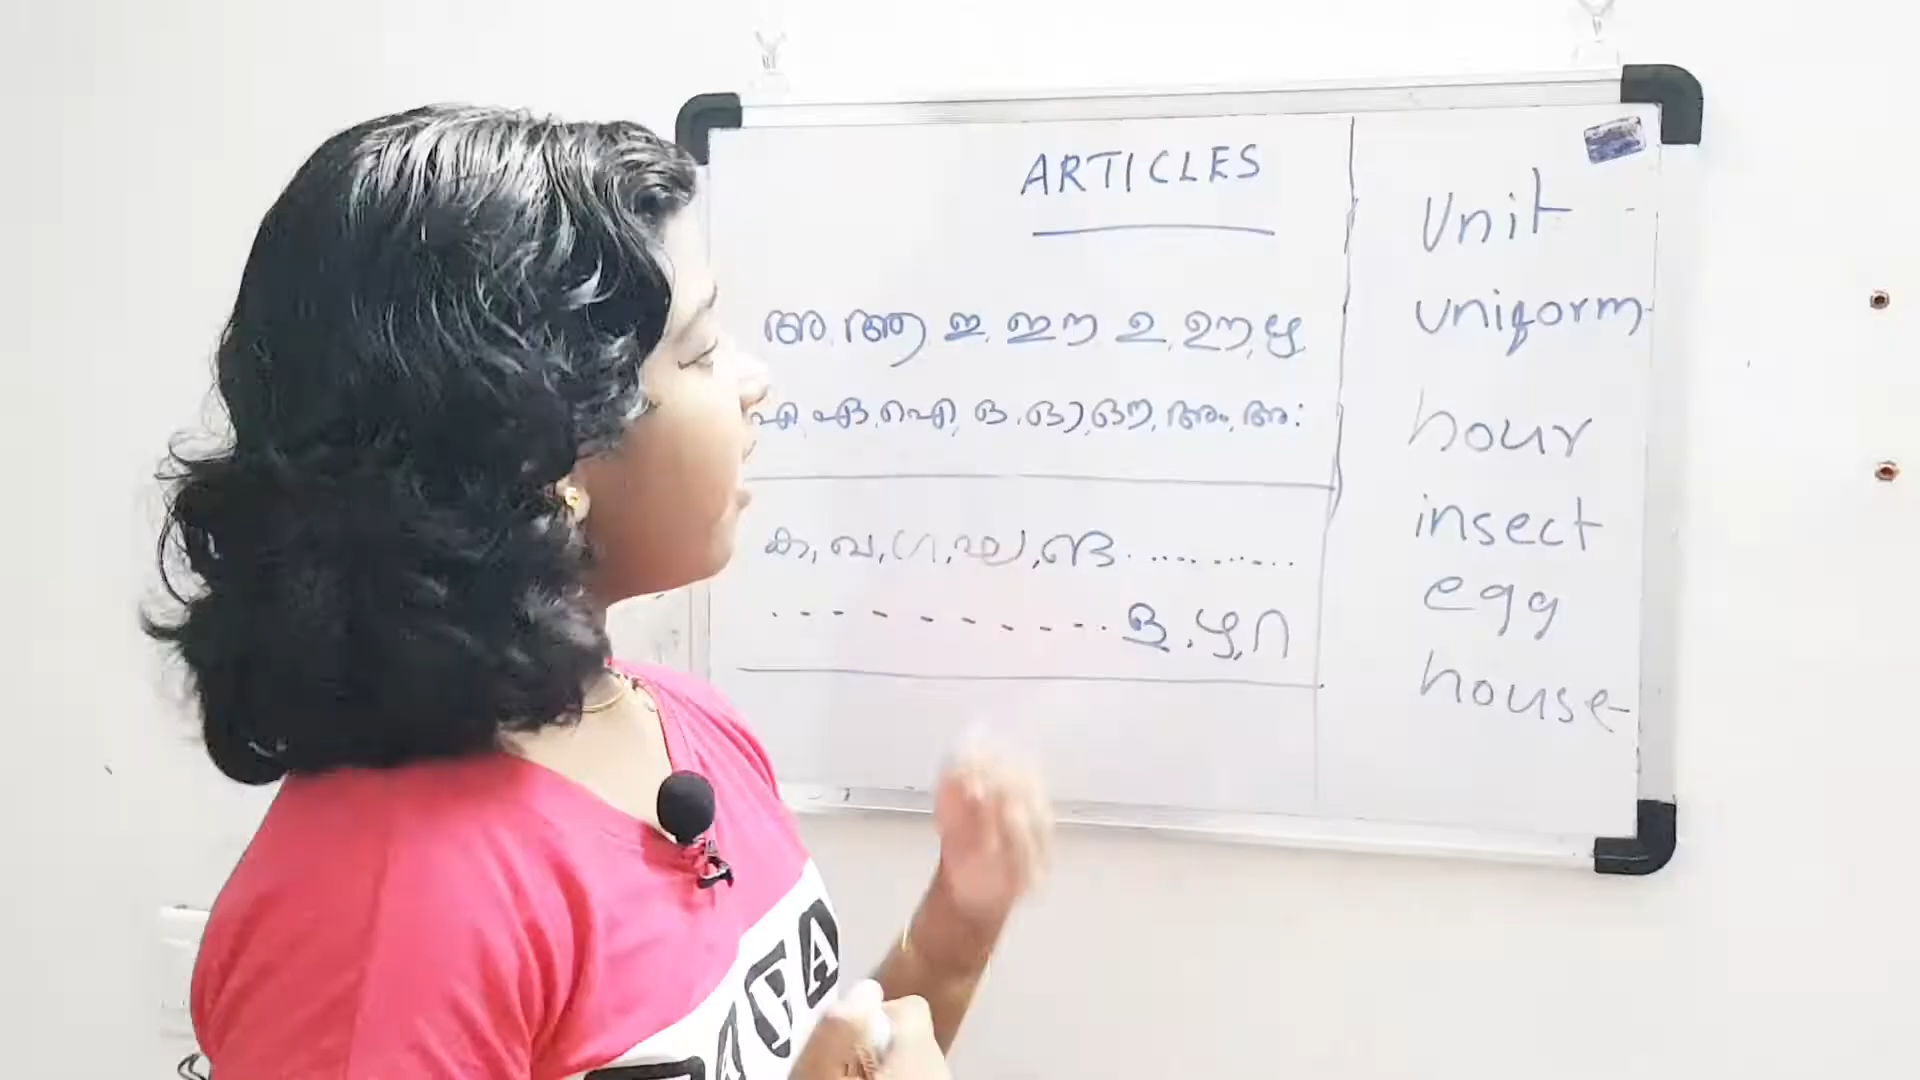 ARTICLES
അ, ആ, ഇ, ഈ, ഉ, ഊ, ഋ
എ, ഏ, ഐ, ഒ, ഓ, ഔ, അം, അഃ
ക, ഖ, ഗ, ഘ, ങ ...........
. - - - - - - - - - .. ള, ഴ, റ
Unit
uniform
hour
insect
egg
house